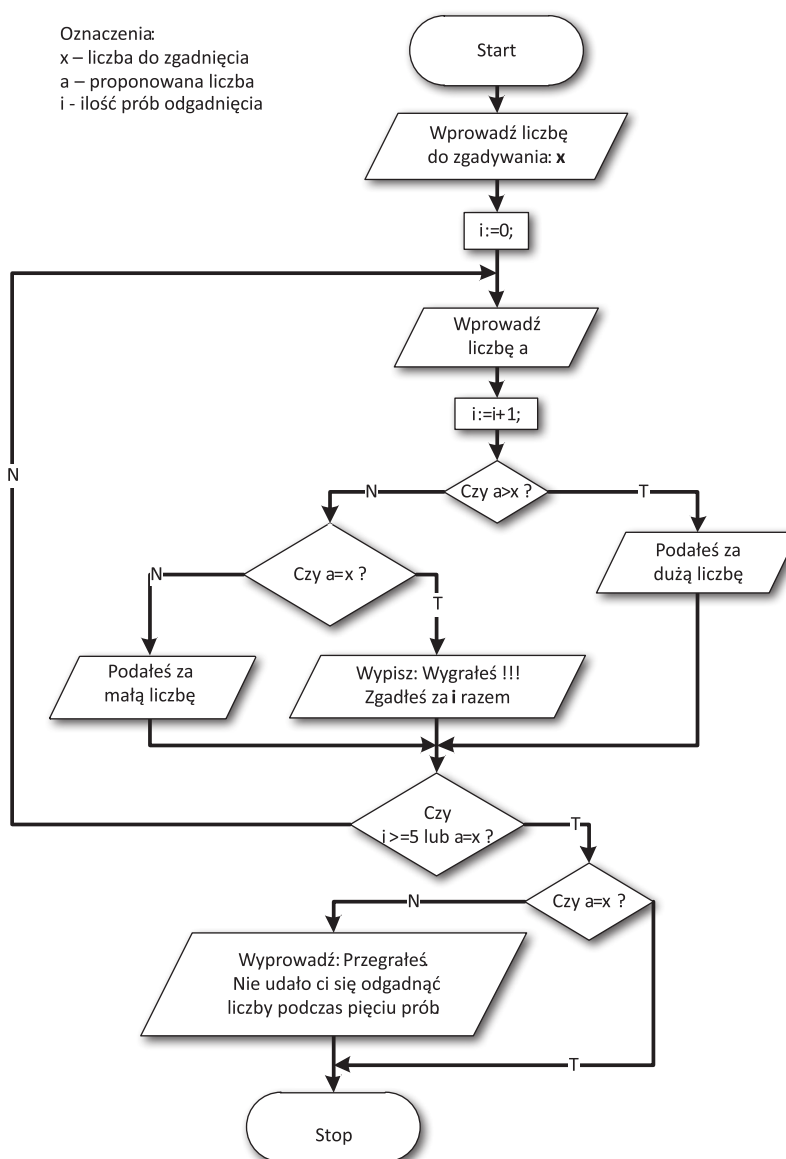 Oznaczenia:
x – liczba do zgadnięcia
a – proponowana liczba
i - ilość prób odgadnięcia
Start
Wprowadź liczbę
do zgadywania: x
i:=0;
Wprowadź
liczbę a
i:=i+1;
Czy a>x ?
N
T
Czy a=x ?
N
T
Podałeś za
dużą liczbę
Podałeś za
małą liczbę
Wypisz: Wygrałeś !!!
Zgadłeś za i razem
Czy
i >=5 lub a=x ?
N
T
Czy a=x ?
N
Wyprowadź: Przegrałeś.
Nie udało ci się odgadnąć
liczby podczas pięciu prób.
T
Stop